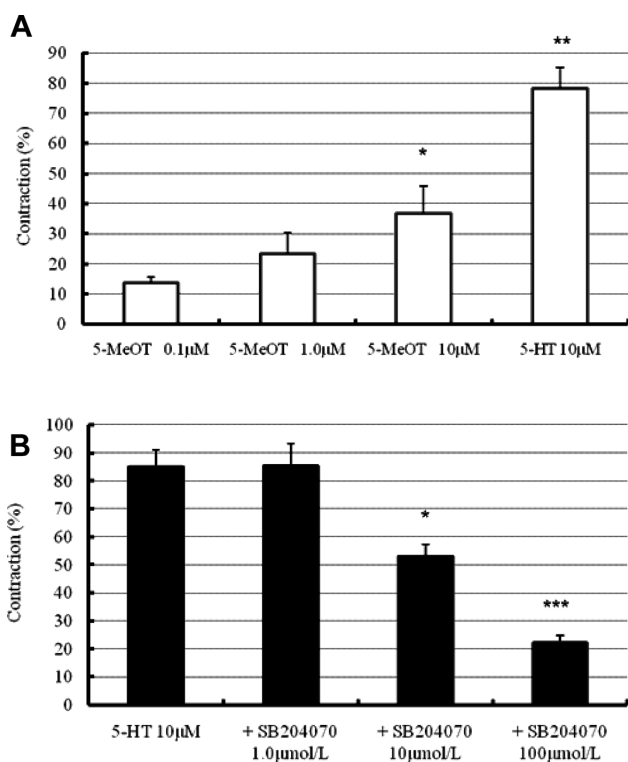 A
90
80
70
60
50
40
30
20
10
0
Contraction (%)
*
**
5-MeOT 0.1μM
5-MeOT 1.0μM
5-MeOT 10μM
5-HT 10μM
B
100
90
80
70
60
50
40
30
20
10
0
Contraction (%)
*
***
5-HT 10μM
+ SB204070
1.0μmol/L
+ SB204070
10μmol/L
+ SB204070
100μmol/L